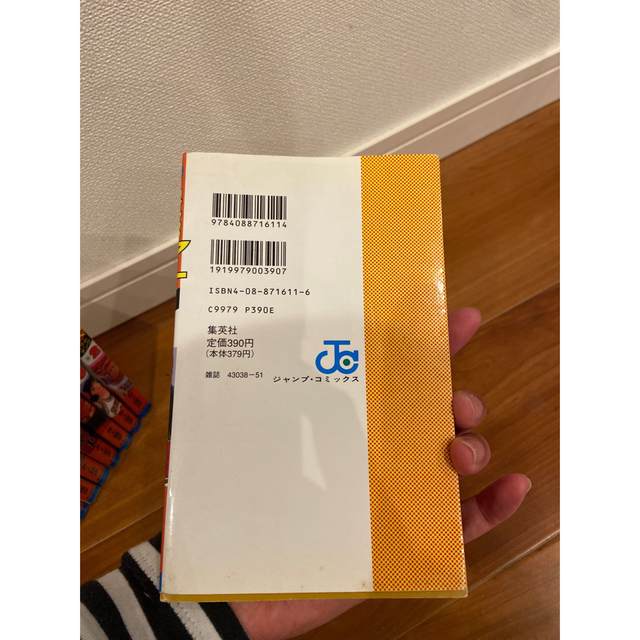 9784088716114
1919979003907
ISBN4-08-871611-6
C9979 P390E
集英社
定価390円
(本体379円)
雑誌 43038-51
JC
ジャンプ・コミックス